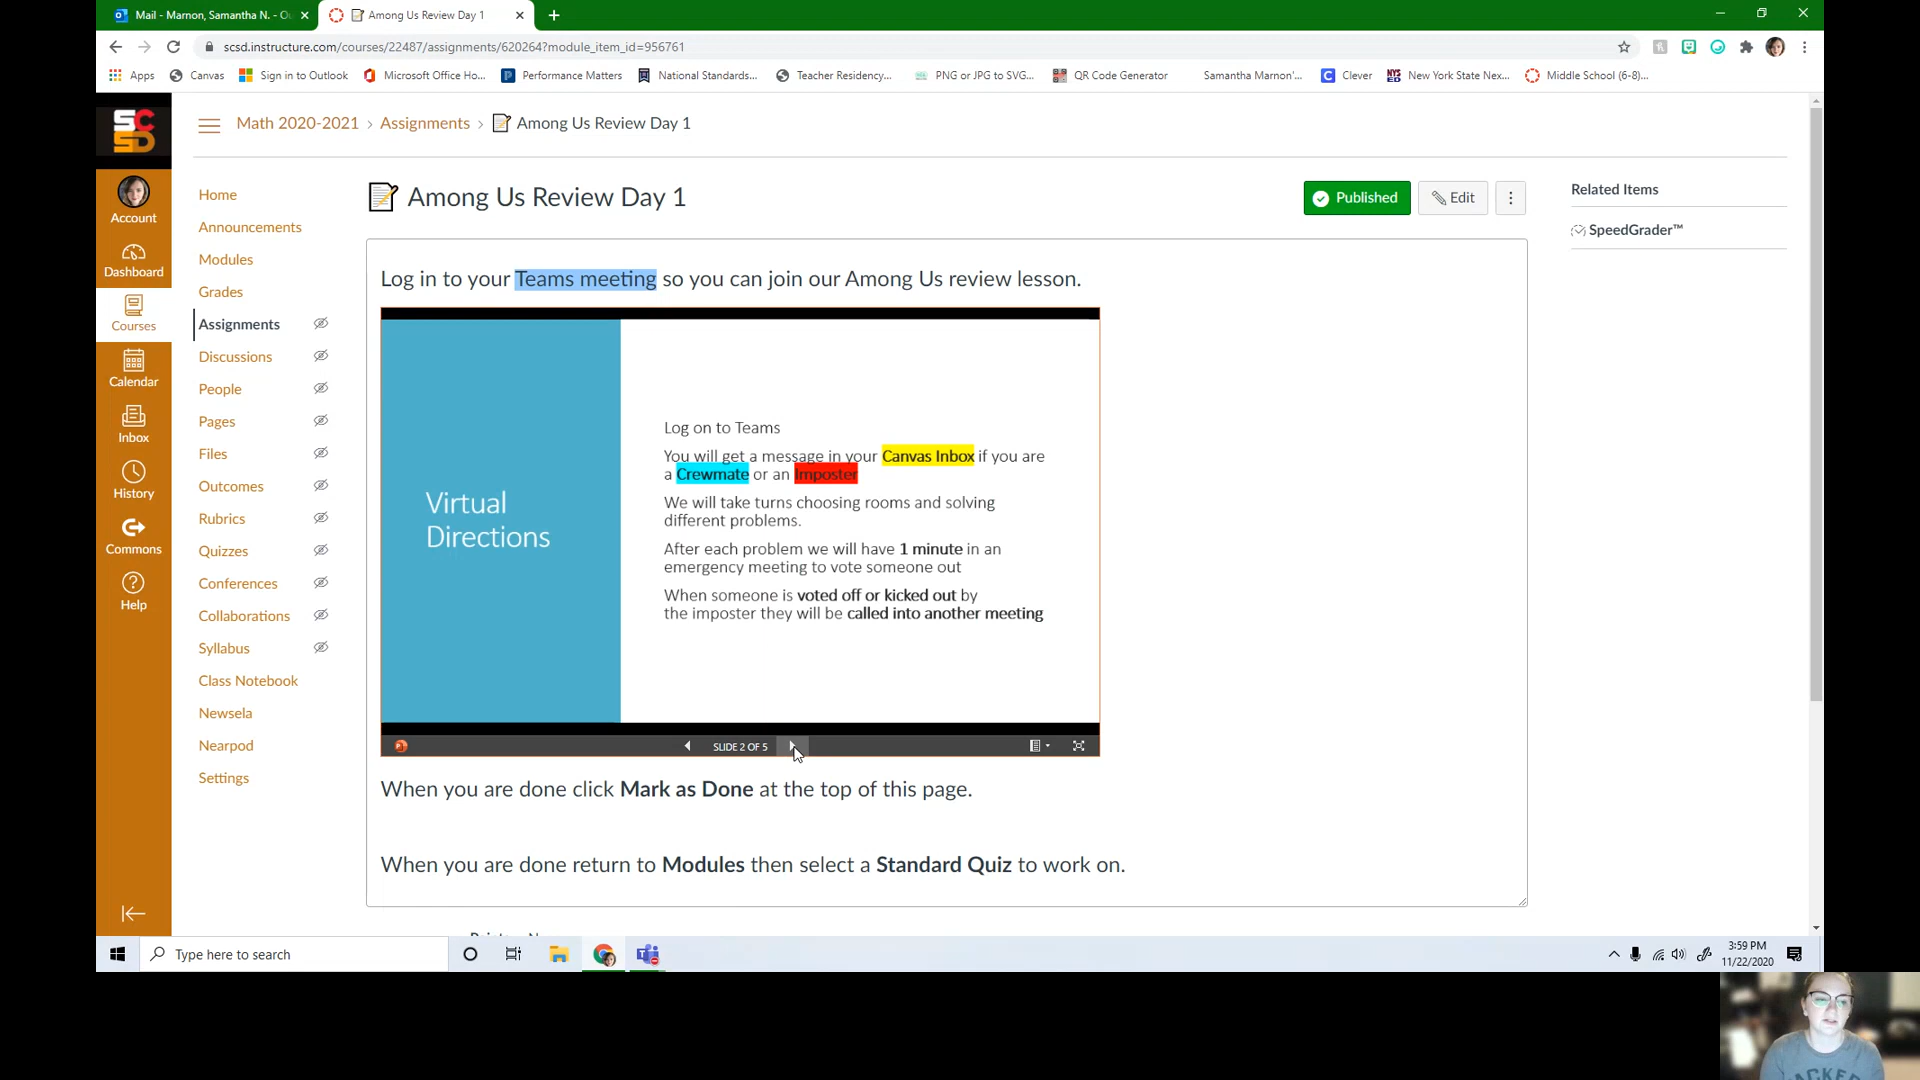 Mail - Marnon, Samantha N. - O
Among Us Review Day 1
scsd.instructure.com/courses/22487/assignments/620264?module_item_id=956761
Apps
Canvas
Sign in to Outlook
Microsoft Office Ho...
Performance Matters
National Standards...
Teacher Residency,...
PNG or JPG to SVG...
QR Code Generator
Samantha Marnon'...
Clever
New York State Nex...
Middle School (6-8)...
SCSD
Math 2020-2021 › Assignments › Among Us Review Day 1
Account
Dashboard
Courses
Calendar
Inbox
History
Commons
Help
Home
Announcements
Modules
Grades
Assignments
Discussions
People
Pages
Files
Outcomes
Rubrics
Quizzes
Conferences
Collaborations
Syllabus
Class Notebook
Newsela
Nearpod
Settings
Among Us Review Day 1
Published
Edit
Related Items
SpeedGrader™
Log in to your Teams meeting so you can join our Among Us review lesson.
Virtual
Directions
Log on to Teams
You will get a message in your Canvas Inbox if you are
a Crewmate or an Imposter
We will take turns choosing rooms and solving
different problems.
After each problem we will have 1 minute in an
emergency meeting to vote someone out
When someone is voted off or kicked out by
the imposter they will be called into another meeting
SLIDE 2 OF 5
When you are done click Mark as Done at the top of this page.
When you are done return to Modules then select a Standard Quiz to work on.
Type here to search
3:59 PM
11/22/2020